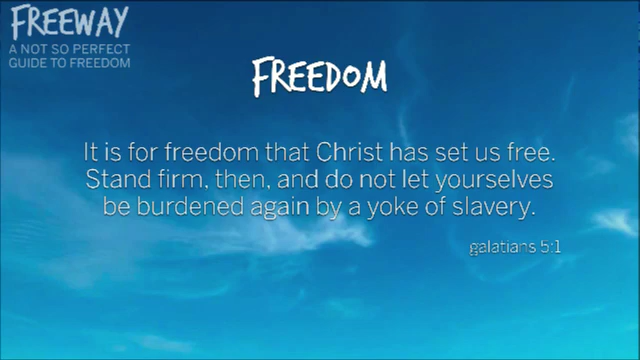 FREEWAY
A NOT SO PERFECT
GUIDE TO FREEDOM
FREEDOM
It is for freedom that Christ has set us free.
Stand firm, then, and do not let yourselves
be burdened again by a yoke of slavery.
galatians 5:1